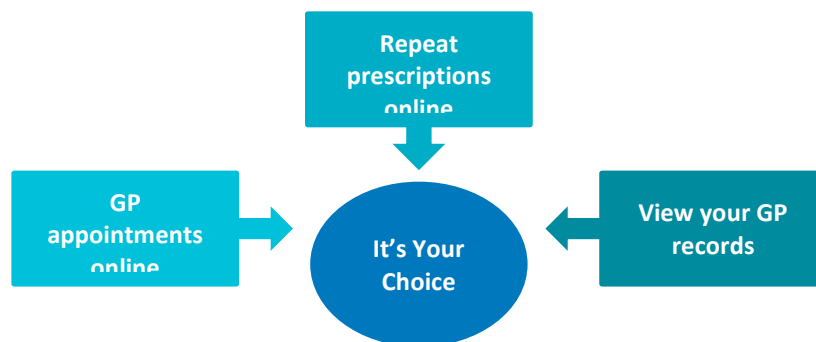 Repeat
prescriptions
online
GP
appointments
online
It’s Your
Choice
View your GP
records